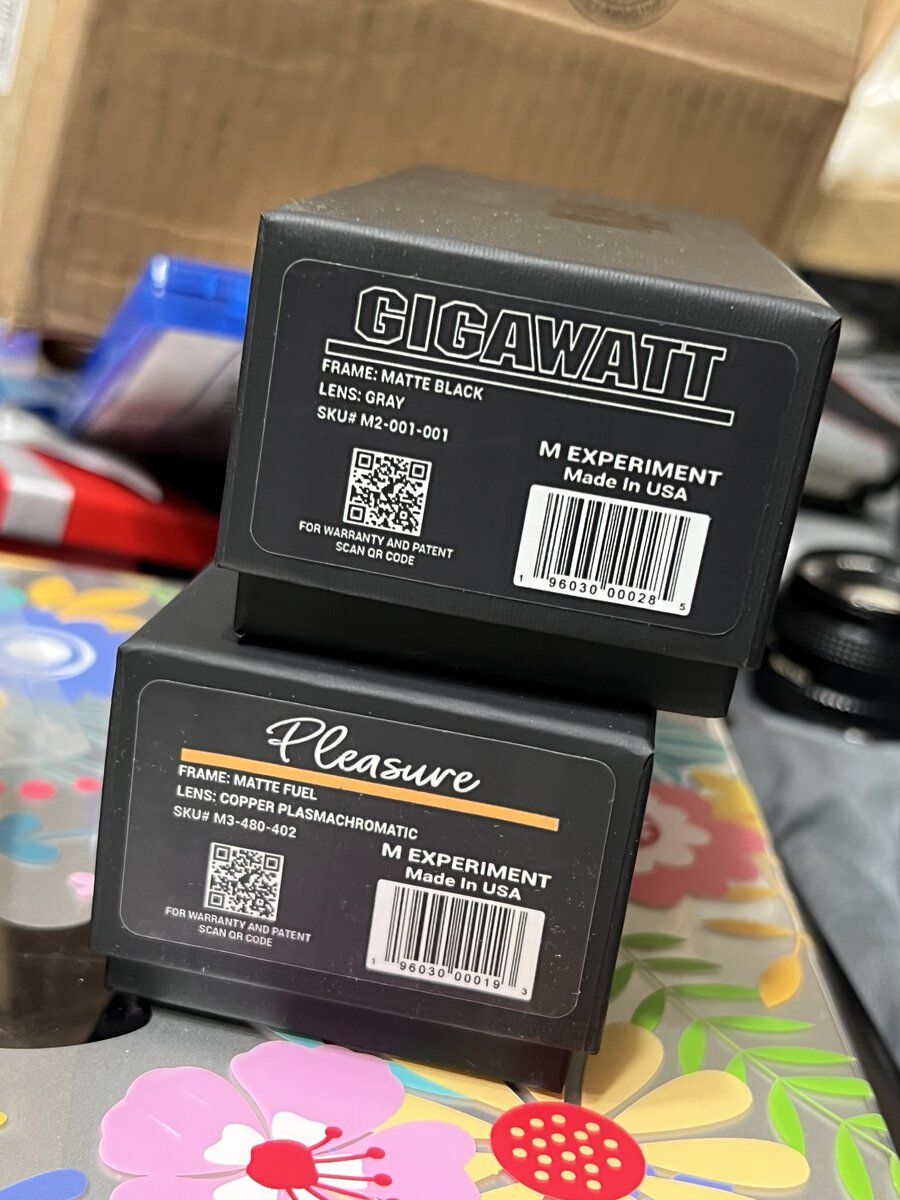 GIGAWATT
FRAME: MATTE BLACK
LENS: GRAY
SKU# M2-001-001
M EXPERIMENT
Made In USA
FOR WARRANTY AND PATENT
SCAN QR CODE
1 96030 00028 5
Pleasure
FRAME: MATTE FUEL
LENS: COPPER PLASMACHROMATIC
SKU# M3-480-402
M EXPERIMENT
Made In USA
FOR WARRANTY AND PATENT
SCAN QR CODE
1 96030 00019 3